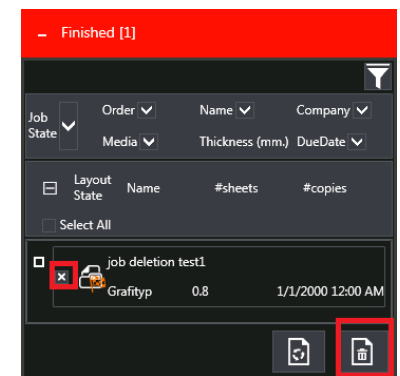 Finished [1]
Job State
Order Name Company
Media Thickness (mm.) DueDate
Layout State Name #sheets #copies
Select All
job deletion test1
Grafityp 0.8 1/1/2000 12:00 AM